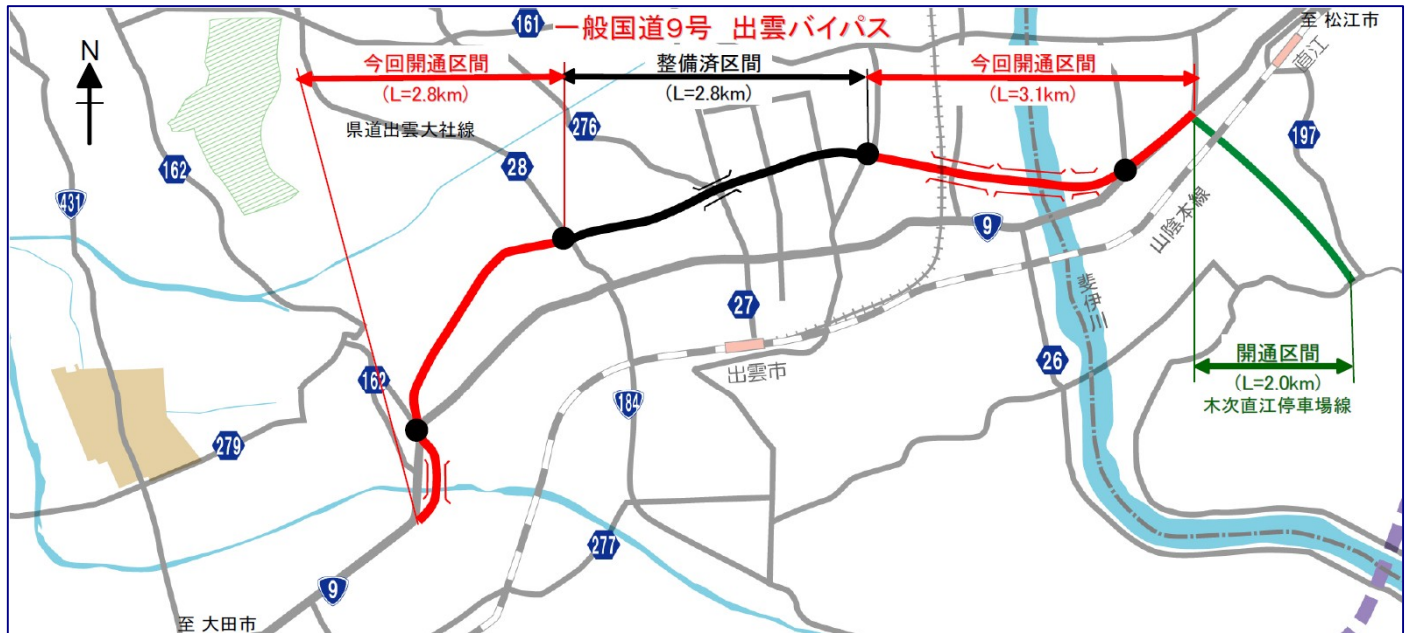 161
一般国道9号 出雲バイパス
至 松江市
N
今回開通区間
(L=2.8km)
整備済区間
(L=2.8km)
今回開通区間
(L=3.1km)
直江
県道出雲大社線
276
197
162
28
431
9
山陰本線
斐伊川
27
出雲市
26
開通区間
(L=2.0km)
木次直江停車場線
162
184
279
277
9
至 大田市